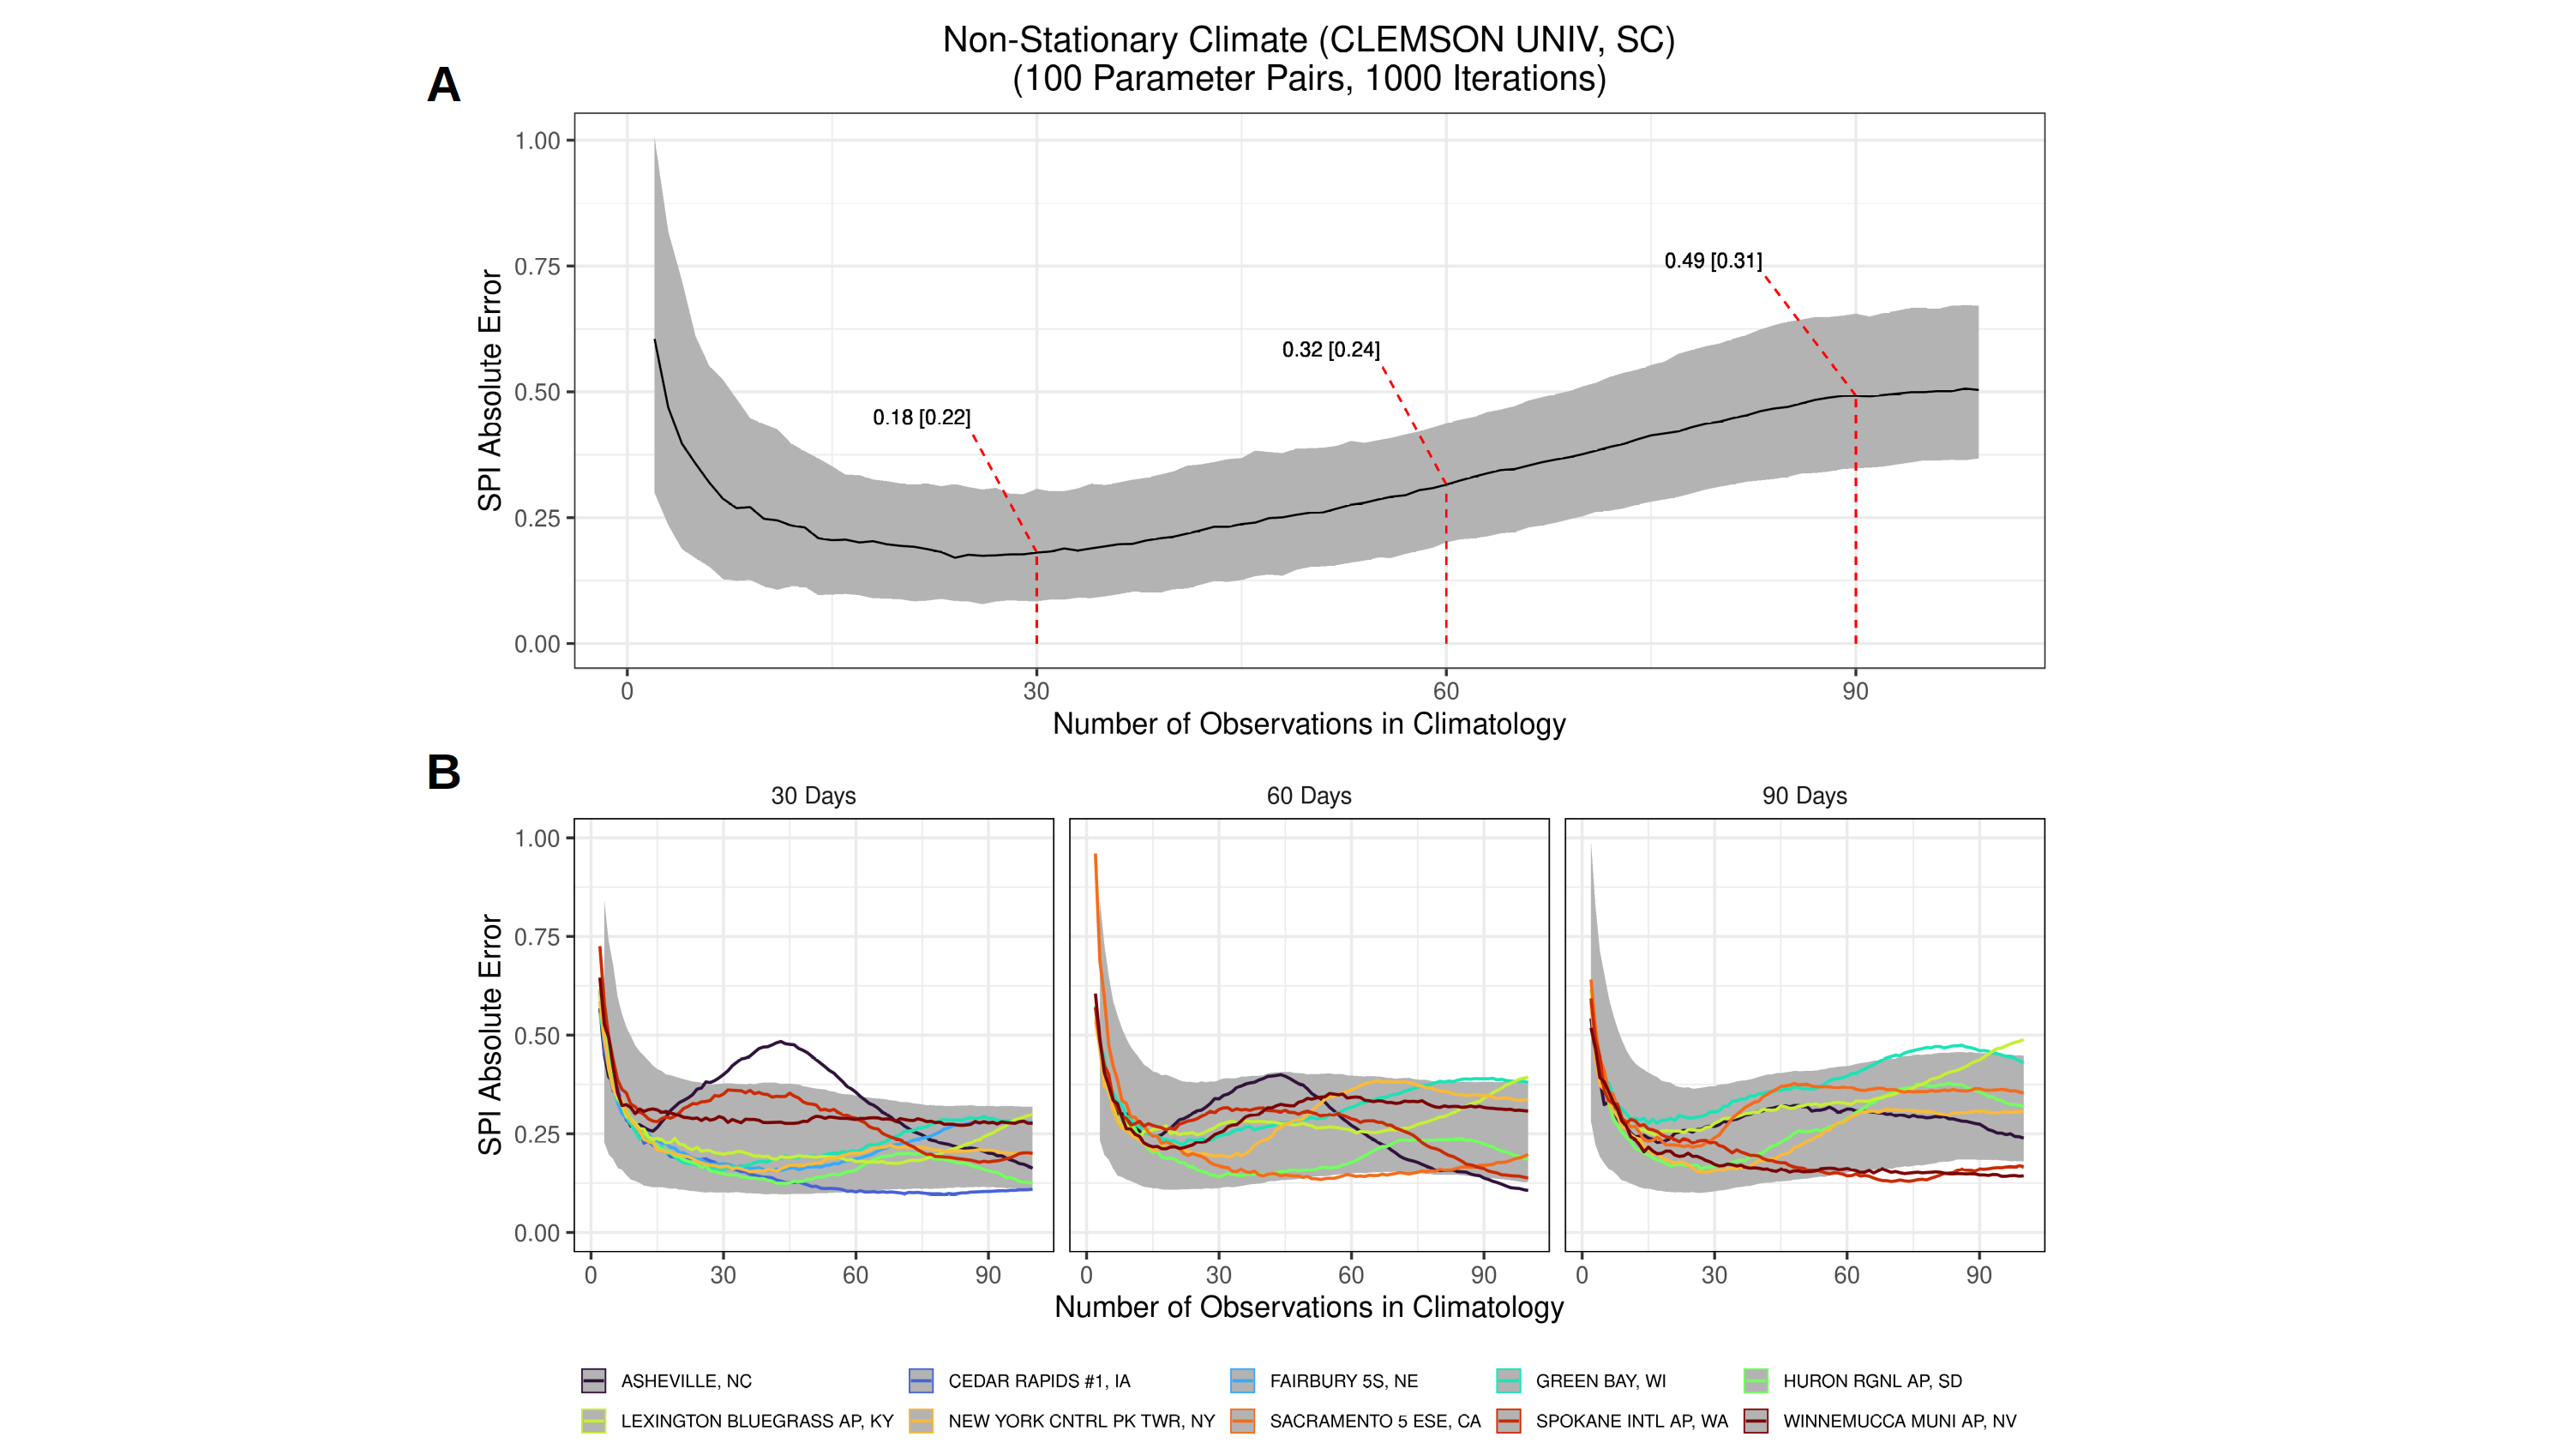 Non-Stationary Climate (CLEMSON UNIV, SC)
(100 Parameter Pairs, 1000 Iterations)
A
SPI Absolute Error
1.00
0.75
0.50
0.25
0.00
0.18 [0.22]
0.32 [0.24]
0.49 [0.31]
0 30 60 90
Number of Observations in Climatology
B
30 Days 60 Days 90 Days
SPI Absolute Error
1.00
0.75
0.50
0.25
0.00
0 30 60 90 0 30 60 90 0 30 60 90
Number of Observations in Climatology
ASHEVILLE, NC CEDAR RAPIDS #1, IA FAIRBURY 5S, NE GREEN BAY, WI HURON RGNL AP, SD
LEXINGTON BLUEGRASS AP, KY NEW YORK CNTRL PK TWR, NY SACRAMENTO 5 ESE, CA SPOKANE INTL AP, WA WINNEMUCCA MUNI AP, NV